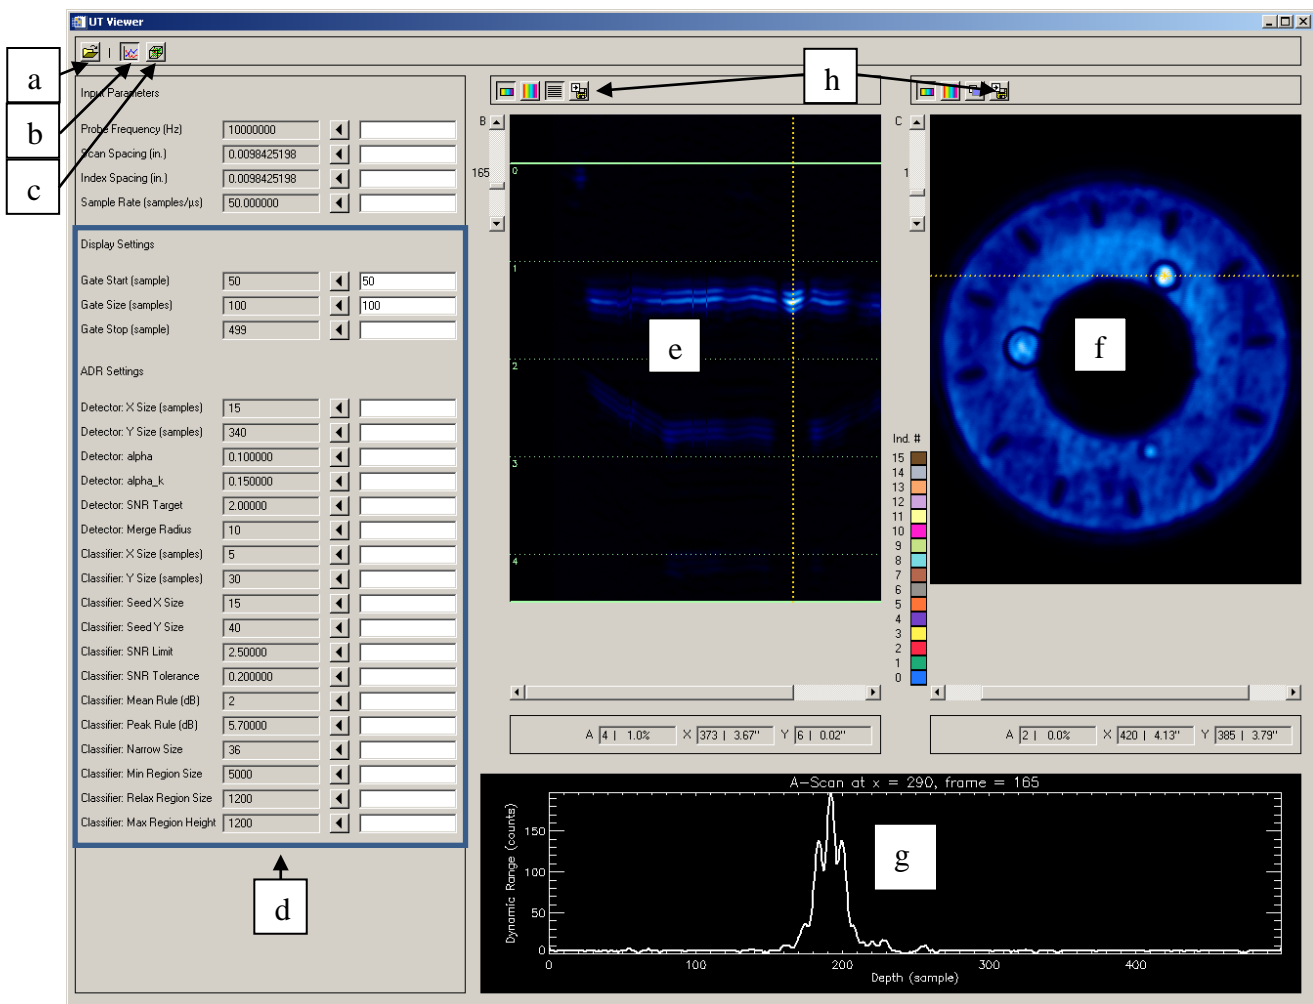 UT Viewer
a
b
c
h
Input Parameters
Probe Frequency (Hz) 10000000
Scan Spacing (in.) 0.0098425198
Index Spacing (in.) 0.0098425198
Sample Rate (samples/µs) 50.000000
Display Settings
Gate Start (sample) 50 50
Gate Size (samples) 100 100
Gate Stop (sample) 499
ADR Settings
Detector: X Size (samples) 15
Detector: Y Size (samples) 340
Detector: alpha 0.100000
Detector: alpha_k 0.150000
Detector: SNR Target 2.00000
Detector: Merge Radius 10
Classifier: X Size (samples) 5
Classifier: Y Size (samples) 30
Classifier: Seed X Size 15
Classifier: Seed Y Size 40
Classifier: SNR Limit 2.50000
Classifier: SNR Tolerance 0.200000
Classifier: Mean Rule (dB) 2
Classifier: Peak Rule (dB) 5.70000
Classifier: Narrow Size 36
Classifier: Min Region Size 5000
Classifier: Relax Region Size 1200
Classifier: Max Region Height 1200
d
B
165
0
1
2
3
4
e
C
1
f
Ind. #
15
14
13
12
11
10
9
8
7
6
5
4
3
2
1
0
A 4 | 1.0% X 373 | 3.67" Y 6 | 0.02"
A 2 | 0.0% X 420 | 4.13" Y 385 | 3.79"
A-Scan at x = 290, frame = 165
Dynamic Range (counts)
150
100
50
0
g
0 100 200 300 400
Depth (sample)